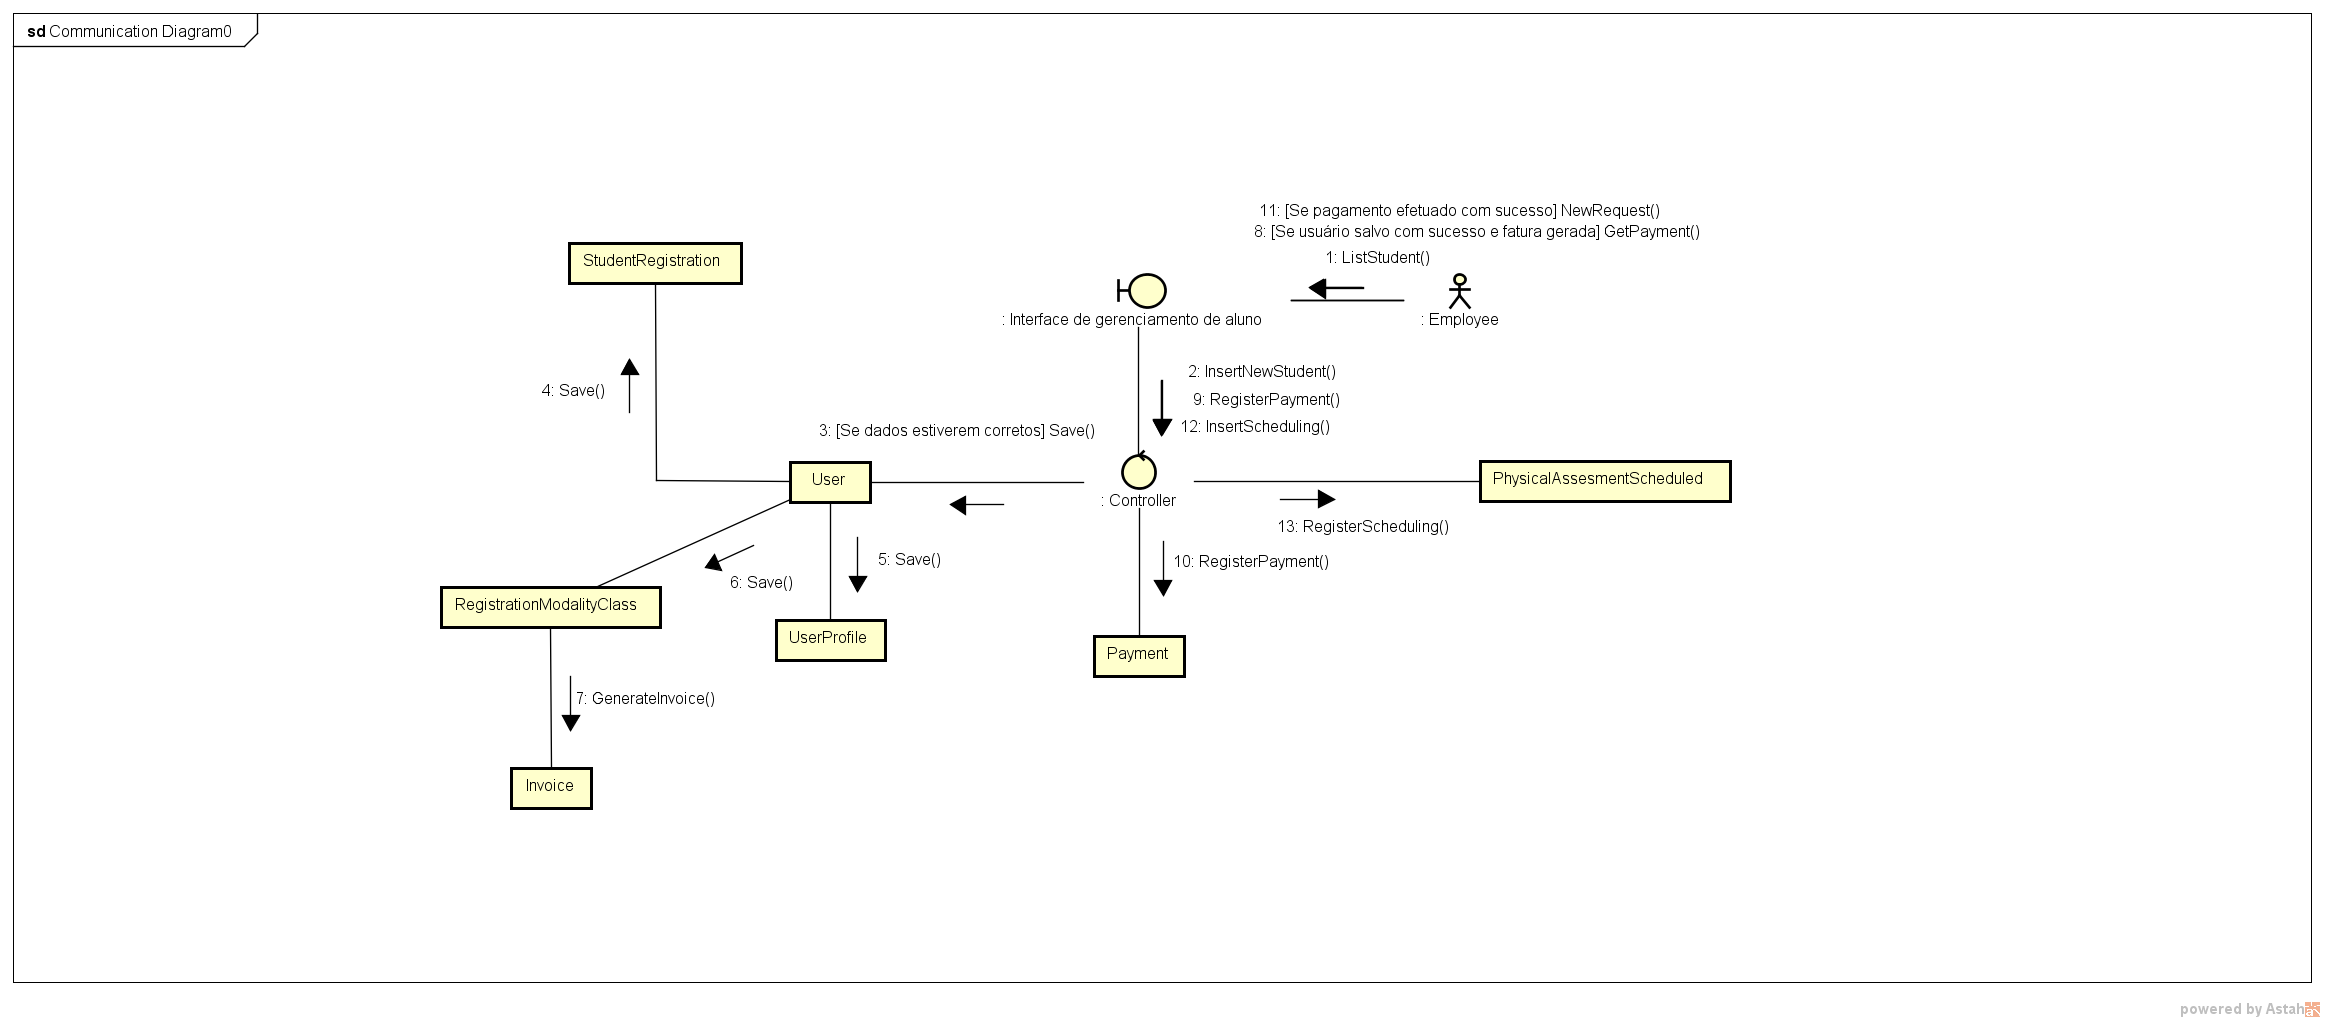 sd Communication Diagram0
11: [Se pagamento efetuado com sucesso] NewRequest()
8: [Se usuário salvo com sucesso e fatura gerada] GetPayment()
1: ListStudent()
StudentRegistration
: Interface de gerenciamento de aluno
: Employee
2: InsertNewStudent()
4: Save()
9: RegisterPayment()
12: InsertScheduling()
3: [Se dados estiverem corretos] Save()
User
: Controller
PhysicalAssesmentScheduled
13: RegisterScheduling()
5: Save()
10: RegisterPayment()
6: Save()
RegistrationModalityClass
UserProfile
Payment
7: GenerateInvoice()
Invoice
powered by Astah